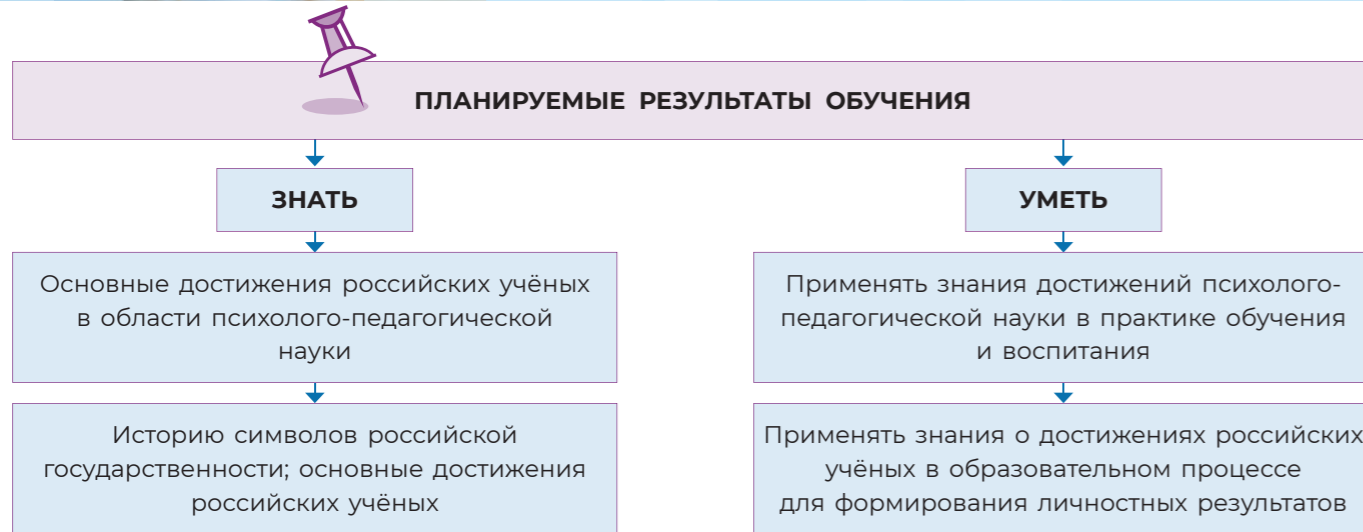 ПЛАНИРУЕМЫЕ РЕЗУЛЬТАТЫ ОБУЧЕНИЯ
ЗНАТЬ
Основные достижения российских учёных
в области психолого-педагогической
науки
Историю символов российской
государственности; основные достижения
российских учёных
УМЕТЬ
Применять знания достижений психолого-
педагогической науки в практике обучения
и воспитания
Применять знания о достижениях российских
учёных в образовательном процессе
для формирования личностных результатов